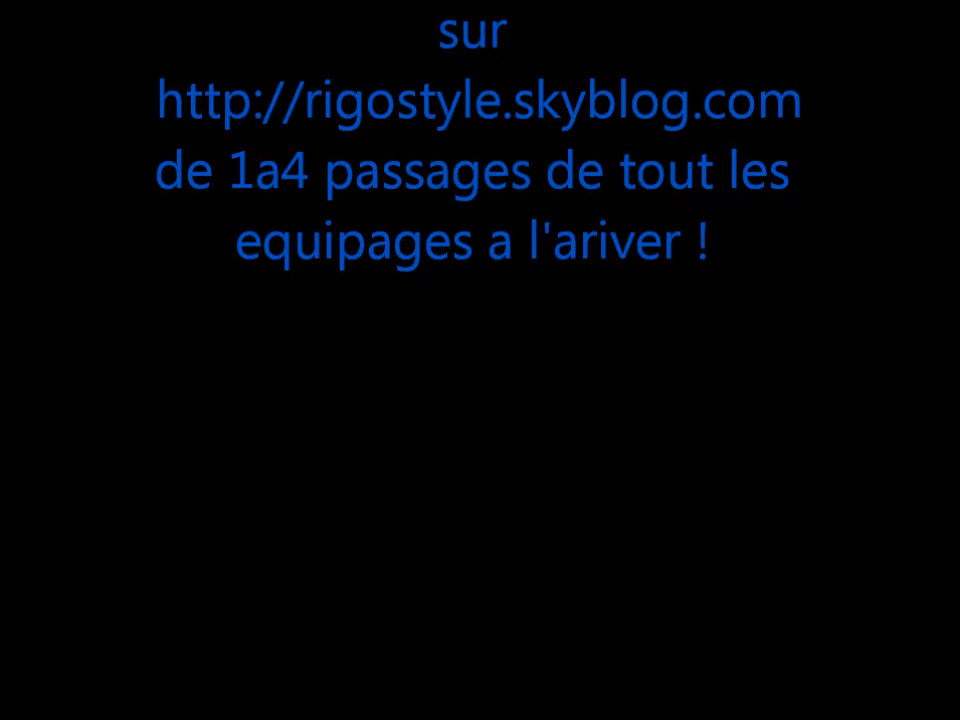 sur
http://rigostyle.skyblog.com
de 1a4 passages de tout les
equipages a l'ariver !